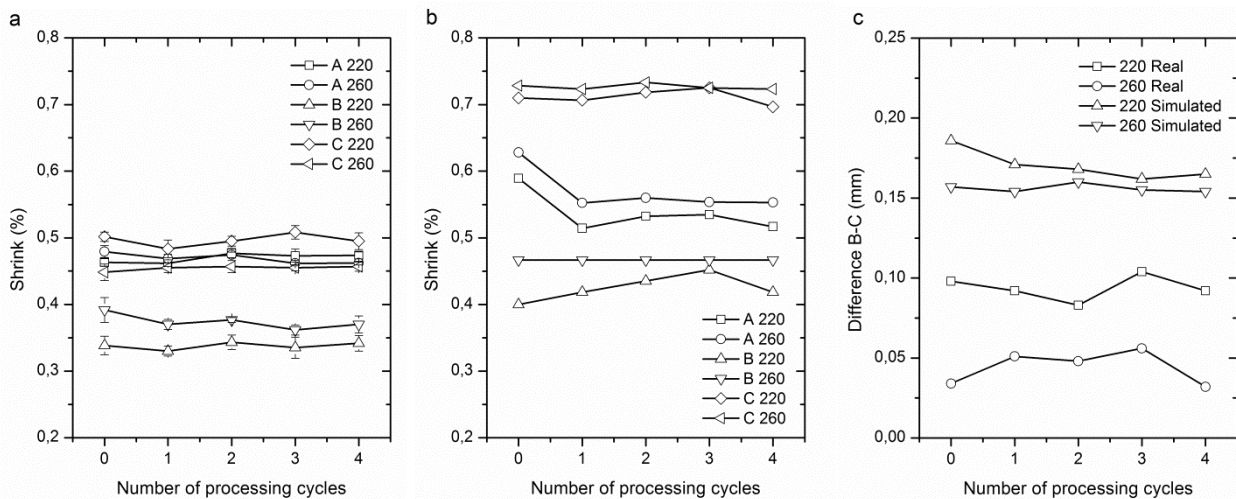 a
0,8
0,7
0,6
0,5
0,4
0,3
0,2
Shrink (%)
A 220
A 260
B 220
B 260
C 220
C 260
0 1 2 3 4
Number of processing cycles
b
0,8
0,7
0,6
0,5
0,4
0,3
0,2
Shrink (%)
A 220
A 260
B 220
B 260
C 220
C 260
0 1 2 3 4
Number of processing cycles
c
0,25
0,20
0,15
0,10
0,05
0,00
Difference B-C (mm)
220 Real
260 Real
220 Simulated
260 Simulated
0 1 2 3 4
Number of processing cycles